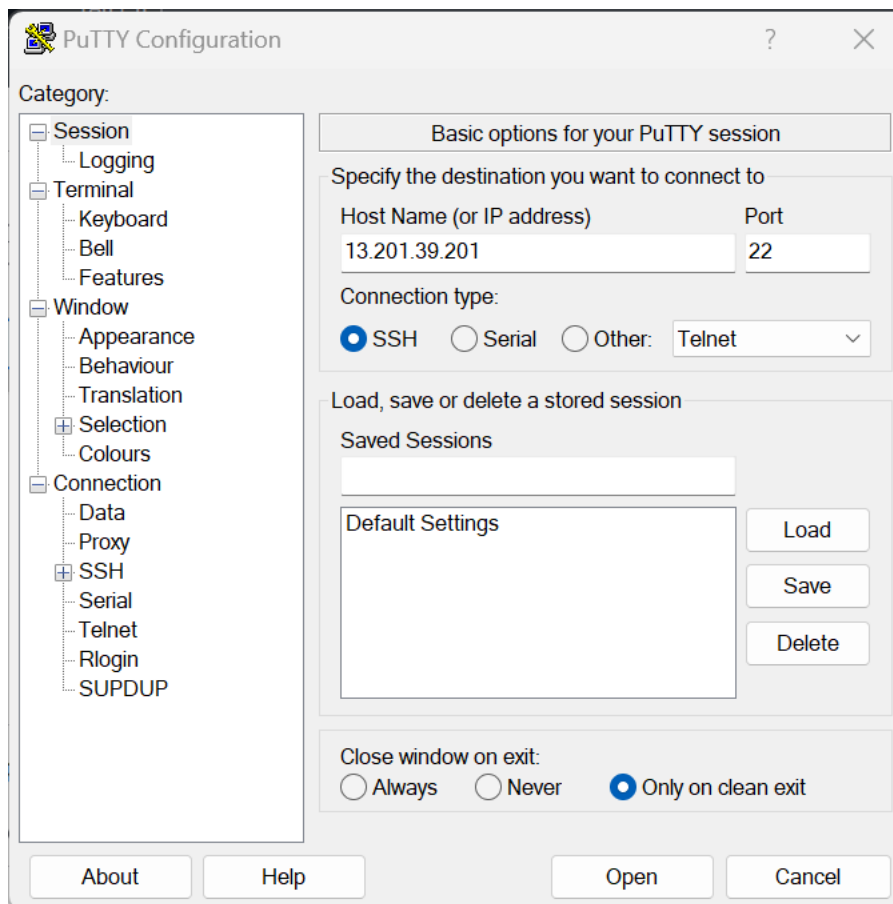 PuTTY Configuration
?
Category:
Session
Logging
Terminal
Keyboard
Bell
Features
Window
Appearance
Behaviour
Translation
Selection
Colours
Connection
Data
Proxy
SSH
Serial
Telnet
Rlogin
SUPDUP
Basic options for your PuTTY session
Specify the destination you want to connect to
Host Name (or IP address) Port
13.201.39.201 22
Connection type:
SSH Serial Other: Telnet
Load, save or delete a stored session
Saved Sessions
Default Settings
Load
Save
Delete
Close window on exit:
Always Never Only on clean exit
About Help Open Cancel